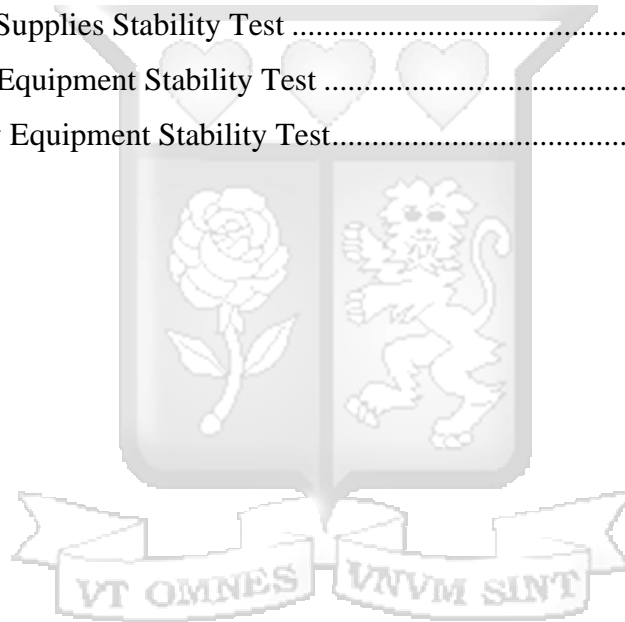 Supplies Stability Test ..........................................
Equipment Stability Test ......................................
Equipment Stability Test.....................................
VT OMNES VNVM SINT